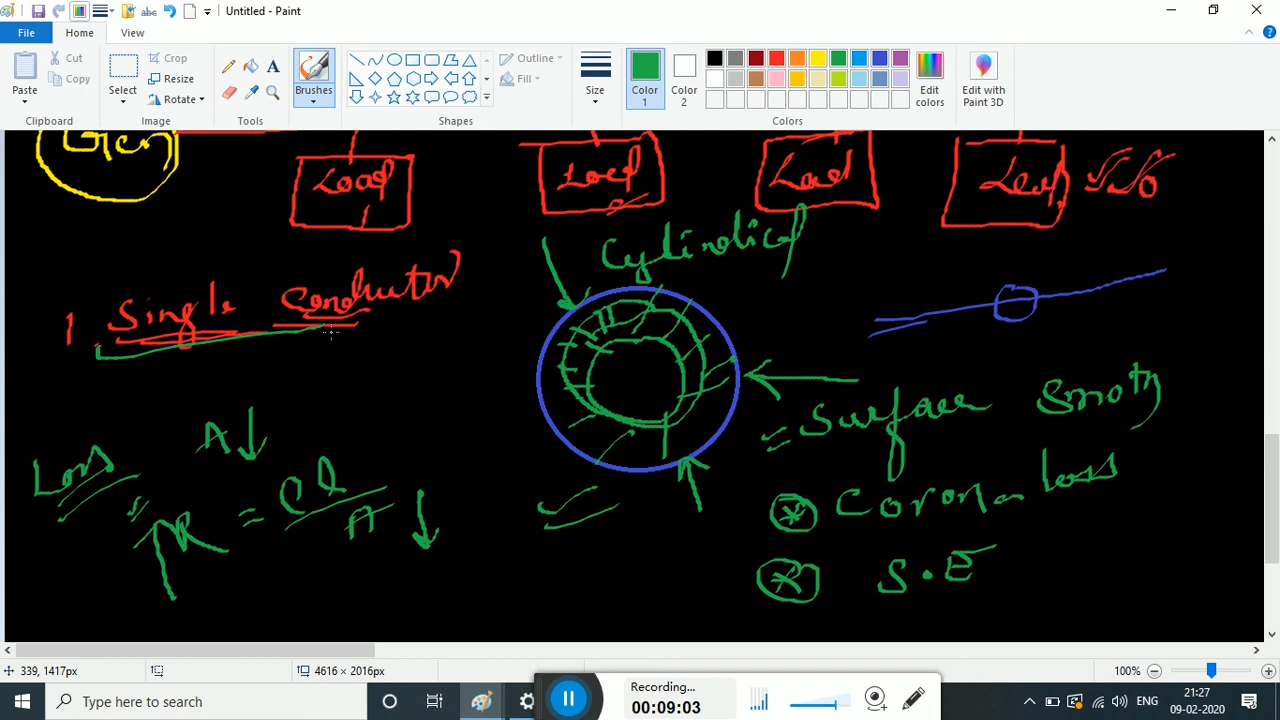 Untitled - Paint
File Home View
Paste
Cut
Copy
Clipboard
Select
Crop
Resize
Rotate
Image
A
Tools
Brushes
Outline
Fill
Shapes
Size
Color 1
Color 2
Edit colors
Colors
Edit with Paint 3D
Gen
Load
Load
Load
Load
1 Single Conductor
Cylindical
Loss
A↓
R = ρl/A ↓
= Surface Smoth
Corona loss
S.E
339, 1417px
4616 × 2016px
100%
Type here to search
Recording...
00:09:03
ENG
21:27
09-02-2020